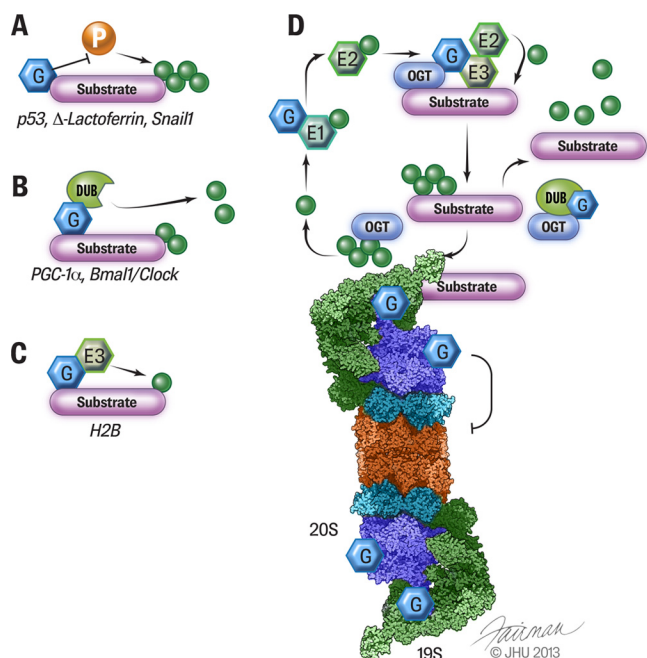 A
P
G
Substrate
p53, Δ-Lactoferrin, Snail1
B
DUB
G
Substrate
PGC-1α, Bmal1/Clock
C
E3
G
Substrate
H2B
D
E2
G
E2
OGT
E3
Substrate
G
E1
Substrate
Substrate
DUB
G
OGT
OGT
Substrate
G
G
20S
G
G
19S
Fairman
© JHU 2013